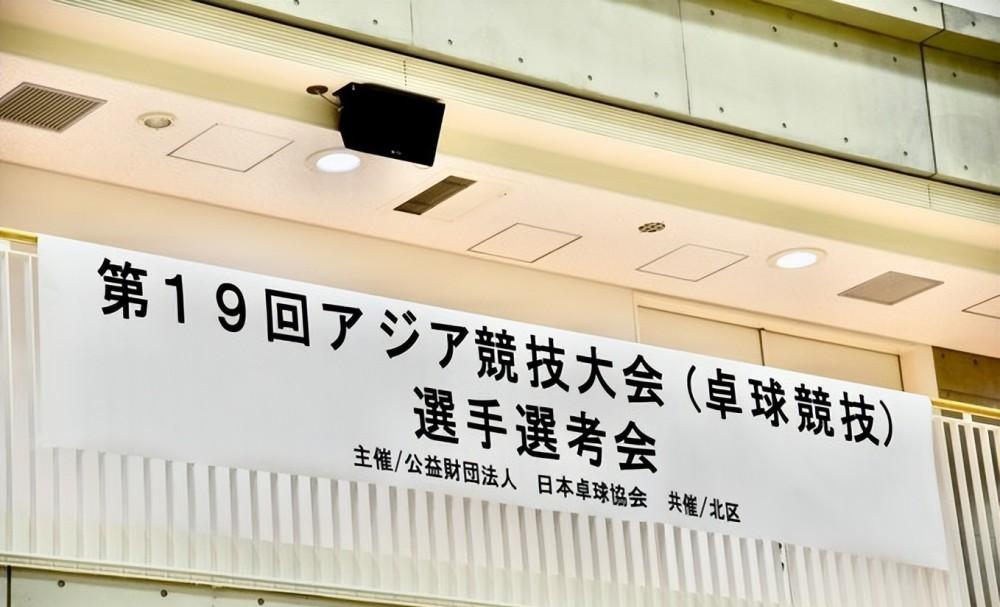 第19回アジア競技大会(卓球競技)
選手選考会
主催/公益財団法人 日本卓球協会 共催/北区